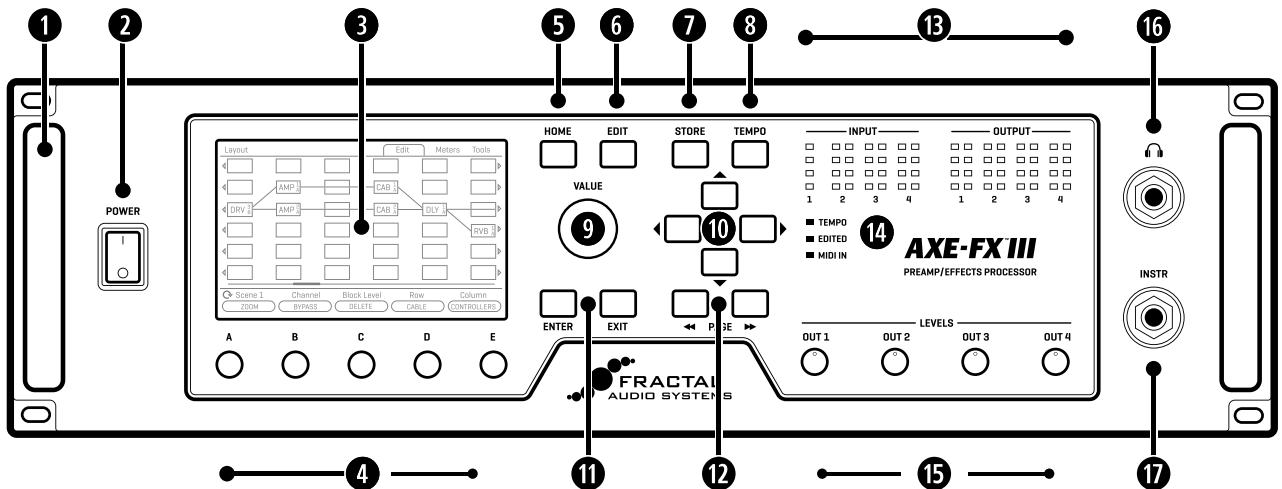 1 2 3 5 6 7 8 13 16
HOME EDIT STORE TEMPO
INPUT OUTPUT
1 2 3 4 1 2 3 4
POWER
Layout Edit Meters Tools
AMP CAB
DRV AMP CAB DLY
RVB
Scene 1 Channel Block Level Row Column
ZOOM BYPASS DELETE CABLE CONTROLLERS
VALUE
9 10
TEMPO
EDITED
MIDI IN
14
AXE-FX III
PREAMP/EFFECTS PROCESSOR
INSTR
ENTER EXIT PAGE
LEVELS
OUT 1 OUT 2 OUT 3 OUT 4
A B C D E
FRACTAL
AUDIO SYSTEMS
4 11 12 15 17